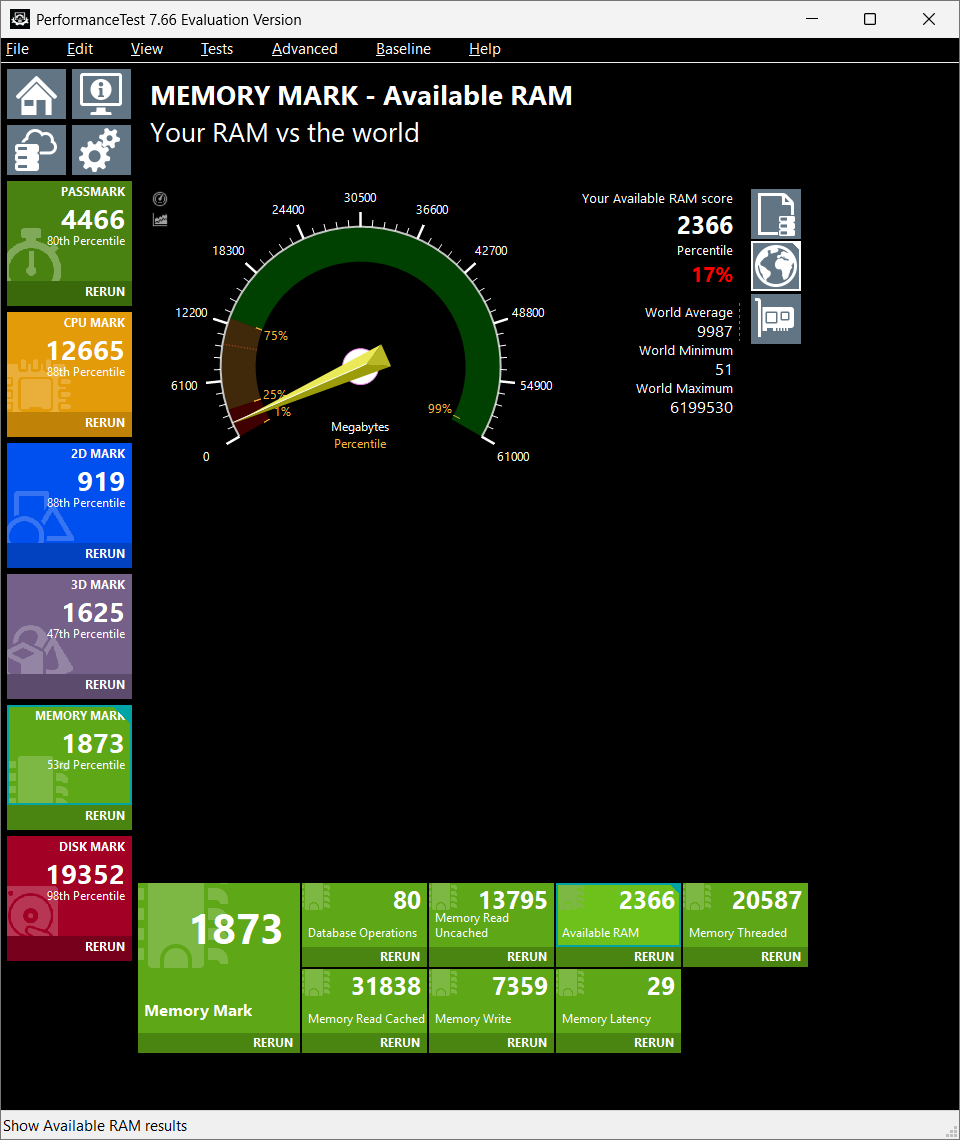 PerformanceTest 7.66 Evaluation Version
File Edit View Tests Advanced Baseline Help
MEMORY MARK - Available RAM
Your RAM vs the world
PASSMARK
4466
80th Percentile
RERUN
CPU MARK
12665
88th Percentile
RERUN
2D MARK
919
88th Percentile
RERUN
3D MARK
1625
47th Percentile
RERUN
MEMORY MARK
1873
53rd Percentile
RERUN
DISK MARK
19352
98th Percentile
RERUN
0
6100
12200
18300
24400
30500
36600
42700
48800
54900
61000
75%
25%
1%
99%
Megabytes
Percentile
Your Available RAM score
2366
Percentile
17%
World Average
9987
World Minimum
51
World Maximum
6199530
1873
Memory Mark
RERUN
80
Database Operations
RERUN
13795
Memory Read
Uncached
RERUN
2366
Available RAM
RERUN
20587
Memory Threaded
RERUN
31838
Memory Read Cached
RERUN
7359
Memory Write
RERUN
29
Memory Latency
RERUN
Show Available RAM results